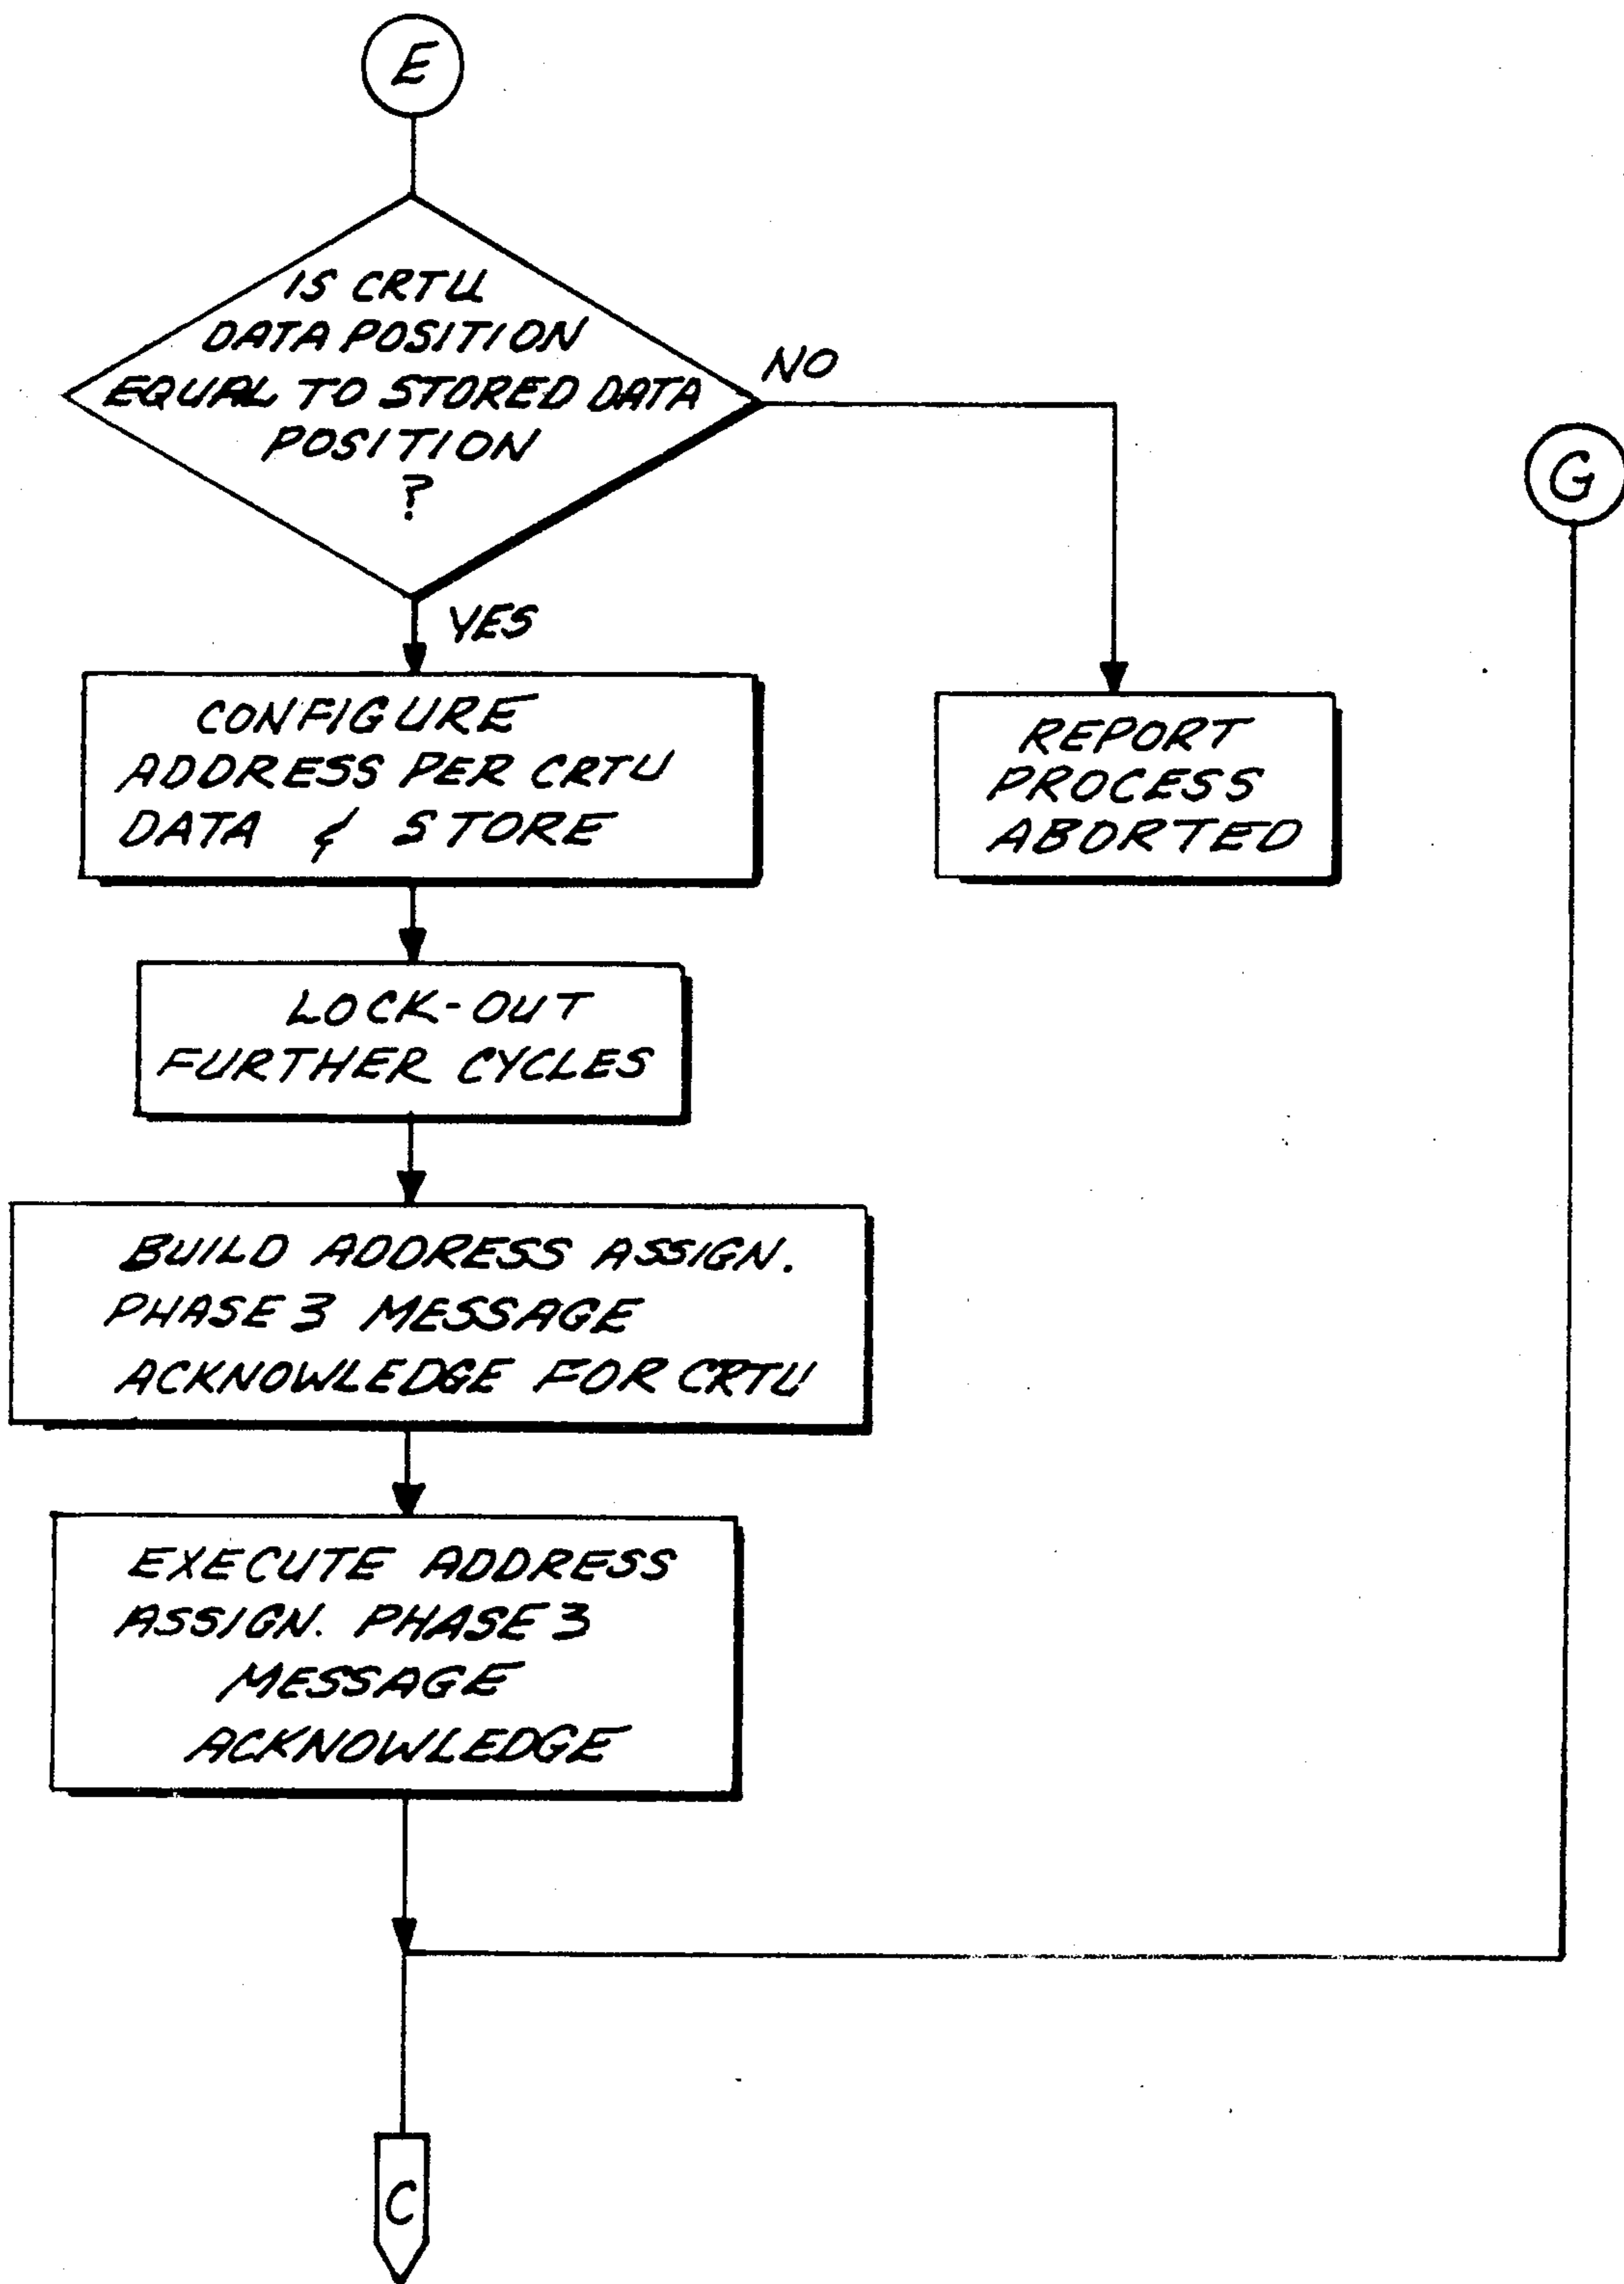 E
IS CRTU
DATA POSITION
EQUAL TO STORED DATA
POSITION
?
NO
G
YES
CONFIGURE
ADDRESS PER CRTU
DATA & STORE
REPORT
PROCESS
ABORTED
LOCK-OUT
FURTHER CYCLES
BUILD ADDRESS ASSIGN.
PHASE 3 MESSAGE
ACKNOWLEDGE FOR CRTU
EXECUTE ADDRESS
ASSIGN. PHASE 3
MESSAGE
ACKNOWLEDGE
C